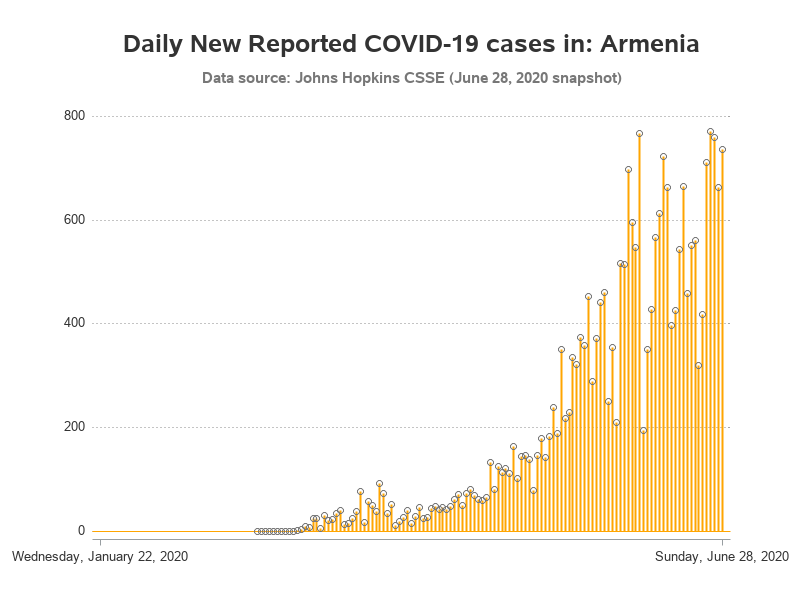 Daily New Reported COVID-19 cases in: Armenia
Data source: Johns Hopkins CSSE (June 28, 2020 snapshot)
800
600
400
200
0
Wednesday, January 22, 2020
Sunday, June 28, 2020